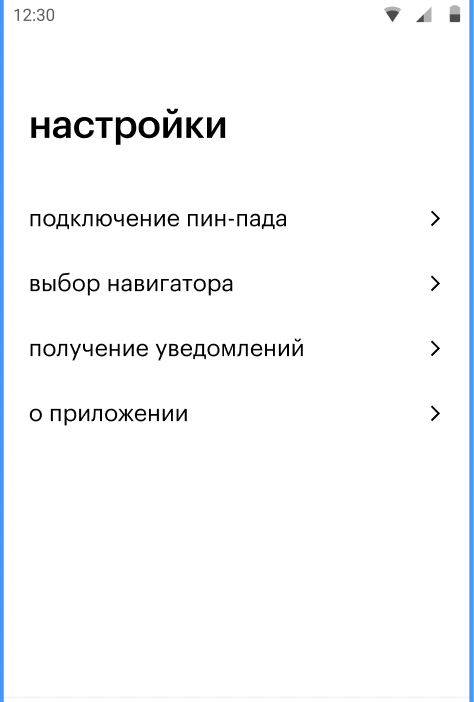 12:30
настройки
подключение пин-пада
выбор навигатора
получение уведомлений
о приложении